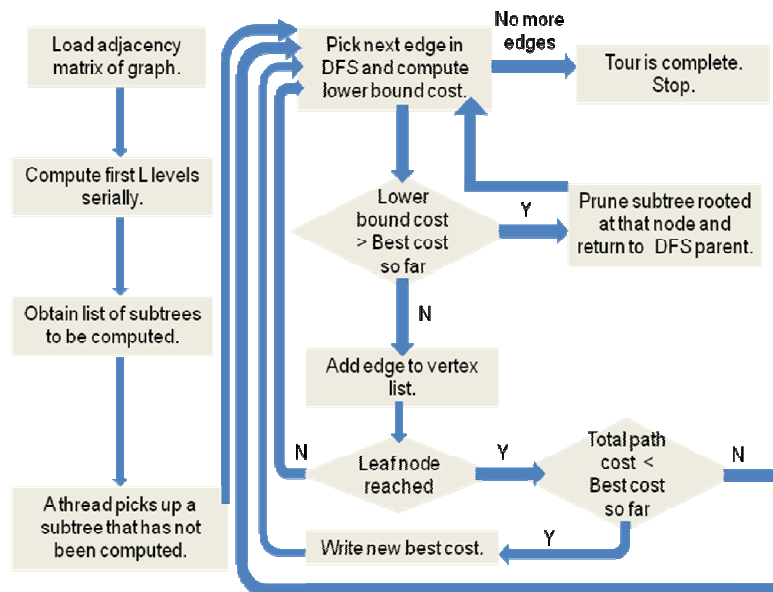 Load adjacency
matrix of graph.
Compute first L levels
serially.
Obtain list of subtrees
to be computed.
A thread picks up a
subtree that has not
been computed.
Pick next edge in
DFS and compute
lower bound cost.
No more
edges
Tour is complete.
Stop.
Lower
bound cost
> Best cost
so far
Y
Prune subtree rooted
at that node and
return to DFS parent.
N
Add edge to vertex
list.
Leaf node
reached
N
Y
Total path
cost <
Best cost
so far
N
Y
Write new best cost.